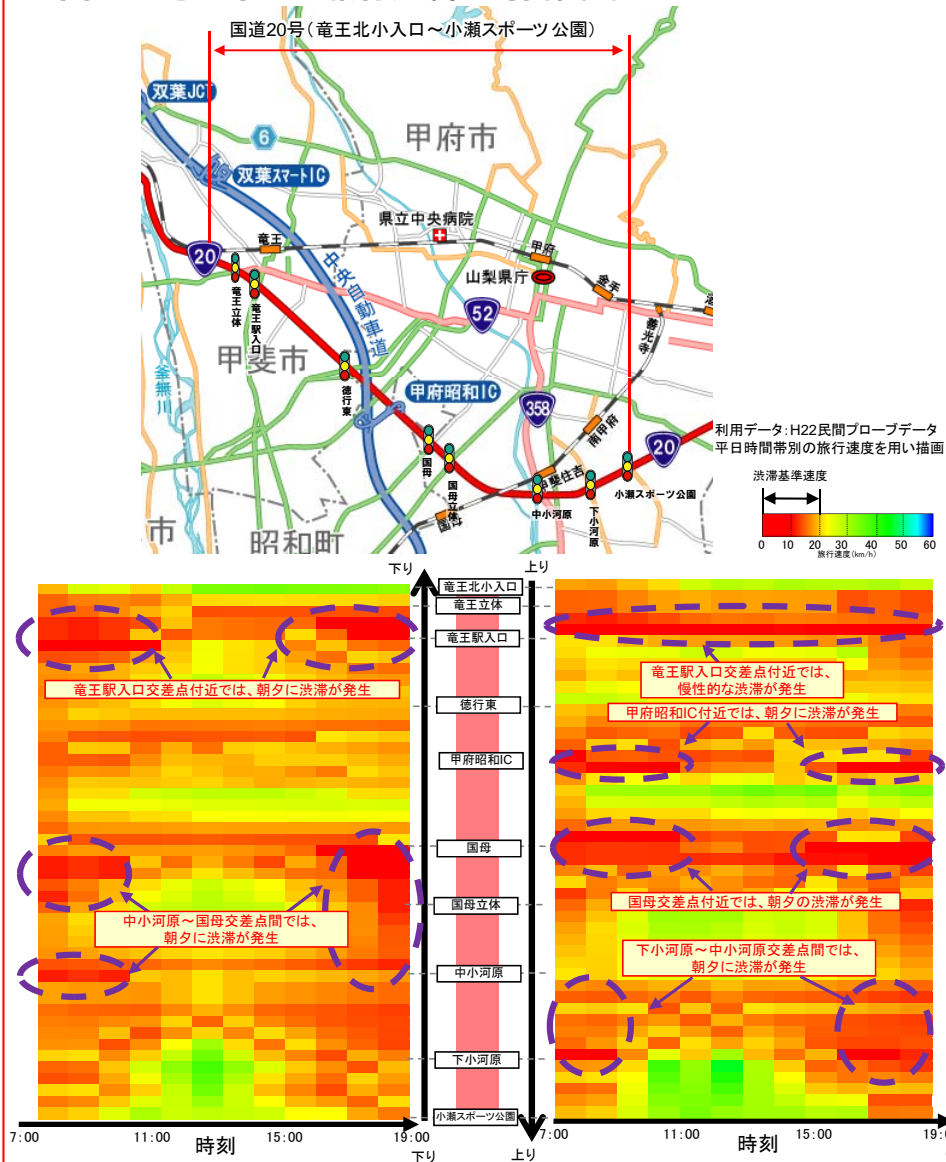 国道20号(竜王北小入口～小瀬スポーツ公園)
双葉JCT
6
甲府市
双葉スマートIC
県立中央病院
竜王
甲府
20
山梨県庁
金手
竜王立体
竜王駅入口
中央自動車道
52
善光寺
甲斐市
釜無川
徳行東
甲府昭和IC
358
南甲府
国母
20
利用データ:H22民間プローブデータ
平日時間帯別の旅行速度を用い描画
国母立体
甲斐住吉
小瀬スポーツ公園
中小河原
下小河原
市
昭和町
渋滞基準速度
0 10 20 30 40 50 60
旅行速度(km/h)
下り
上り
竜王北小入口
竜王立体
竜王駅入口
徳行東
甲府昭和IC
国母
国母立体
中小河原
下小河原
小瀬スポーツ公園
竜王駅入口交差点付近では、朝夕に渋滞が発生
中小河原～国母交差点間では、
朝夕に渋滞が発生
竜王駅入口交差点付近では、
慢性的な渋滞が発生
甲府昭和IC付近では、朝夕に渋滞が発生
国母交差点付近では、朝夕の渋滞が発生
下小河原～中小河原交差点間では、
朝夕に渋滞が発生
7:00 11:00 15:00 19:00
時刻
下り
上り
7:00 11:00 15:00
時刻